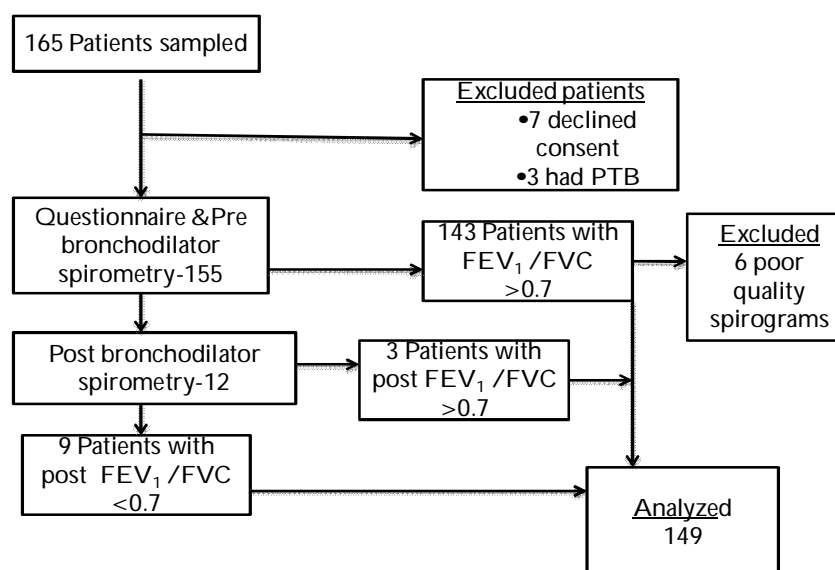 165 Patients sampled
Excluded patients
•7 declined
consent
•3 had PTB
Questionnaire &Pre
bronchodilator
spirometry-155
143 Patients with
FEV₁ /FVC
>0.7
Excluded
6 poor
quality
spirograms
Post bronchodilator
spirometry-12
3 Patients with
post FEV₁ /FVC
>0.7
9 Patients with
post FEV₁ /FVC
<0.7
Analyzed
149